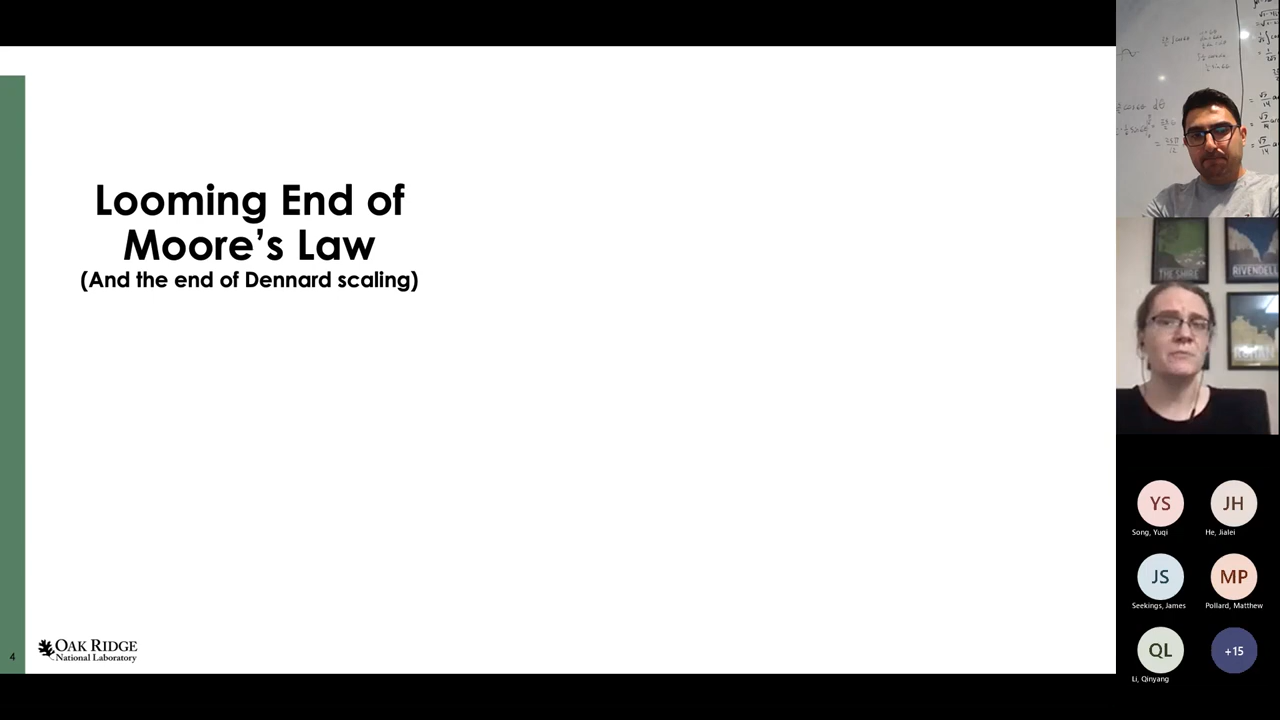 Looming End of
Moore's Law
(And the end of Dennard scaling)
4
OAK RIDGE
National Laboratory
THE SHIRE
RIVENDELL
ROHAN
YS
JH
Song, Yuqi
He, Jialei
JS
MP
Seekings, James
Pollard, Matthew
QL
+15
Li, Qinyang